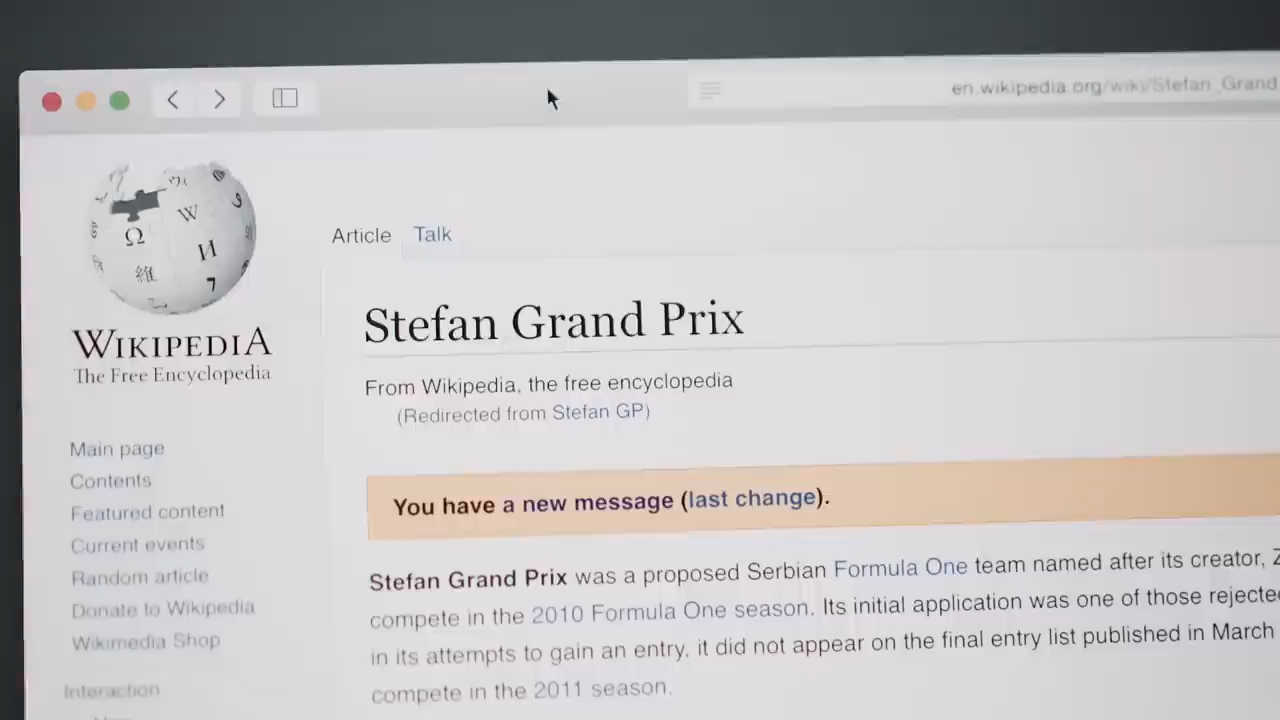 en.wikipedia.org/wiki/Stefan_Grand
Ω W И 維 7
Article Talk
Stefan Grand Prix
WIKIPEDIA
The Free Encyclopedia
From Wikipedia, the free encyclopedia
(Redirected from Stefan GP)
Main page
Contents
Featured content
Current events
Random article
Donate to Wikipedia
Wikimedia Shop
Interaction
You have a new message (last change).
Stefan Grand Prix was a proposed Serbian Formula One team named after its creator, Z
compete in the 2010 Formula One season. Its initial application was one of those rejected
in its attempts to gain an entry, it did not appear on the final entry list published in March
compete in the 2011 season.